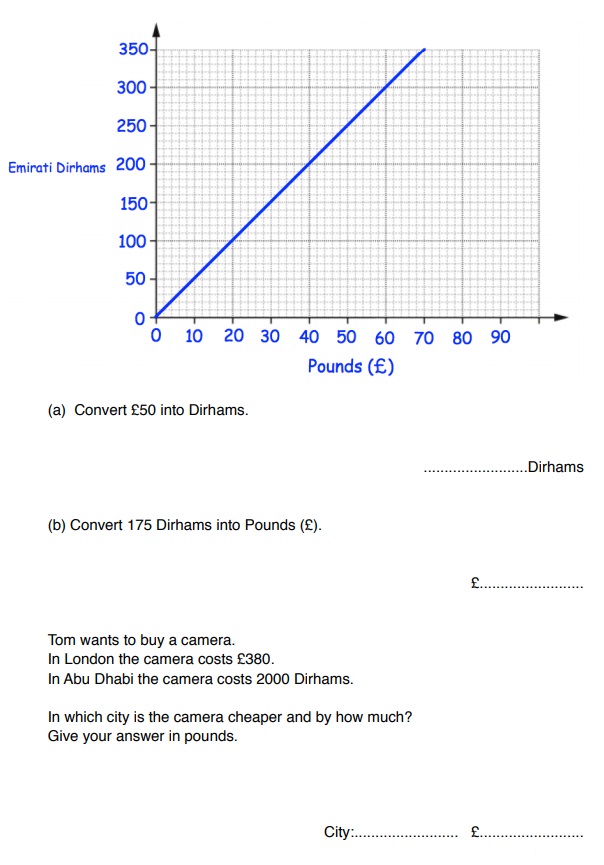 350
300
250
Emirati Dirhams 200
150
100
50
0
0 10 20 30 40 50 60 70 80 90
Pounds (£)
(a) Convert £50 into Dirhams.
.........................Dirhams
(b) Convert 175 Dirhams into Pounds (£).
£.........................
Tom wants to buy a camera.
In London the camera costs £380.
In Abu Dhabi the camera costs 2000 Dirhams.
In which city is the camera cheaper and by how much?
Give your answer in pounds.
City:......................... £.........................